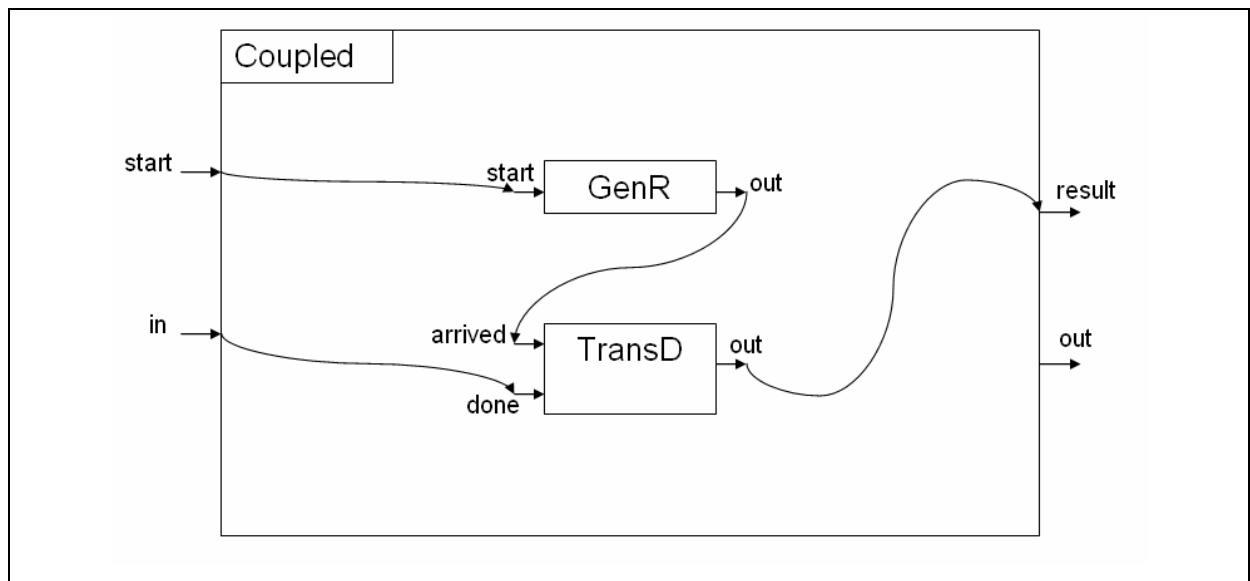 Coupled
start
start
GenR
out
result
in
arrived
TransD
out
out
done